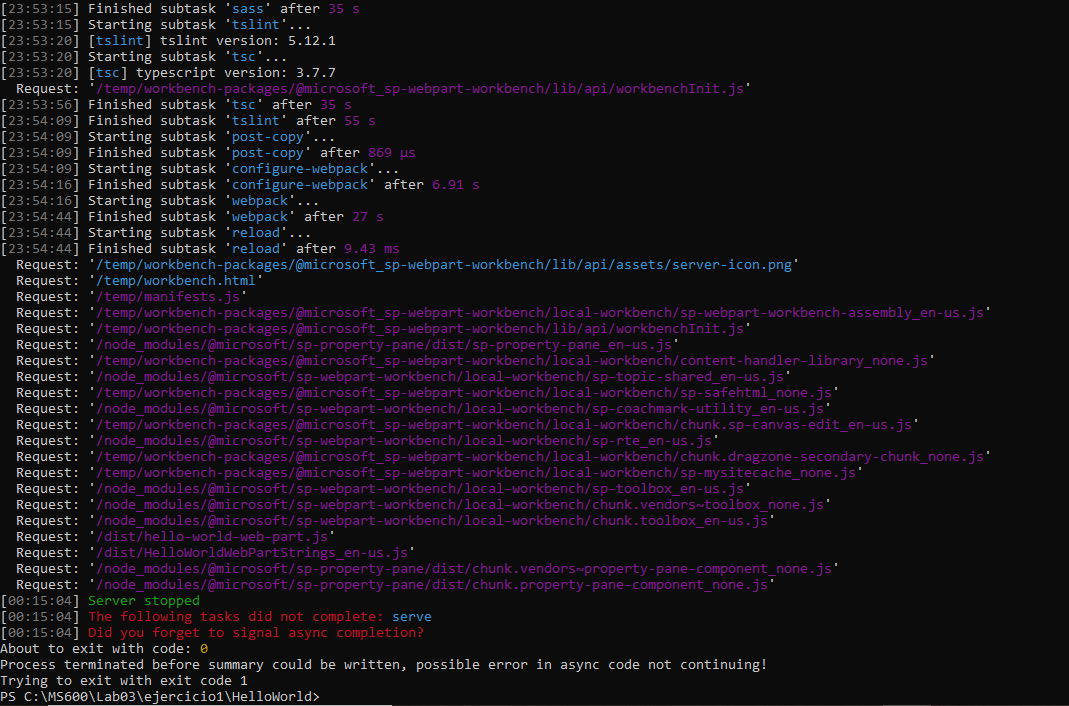 [23:53:15] Finished subtask 'sass' after 35 s
[23:53:15] Starting subtask 'tslint'...
[23:53:20] [tslint] tslint version: 5.12.1
[23:53:20] Starting subtask 'tsc'...
[23:53:20] [tsc] typescript version: 3.7.7
  Request: '/temp/workbench-packages/@microsoft_sp-webpart-workbench/lib/api/workbenchInit.js'
[23:53:56] Finished subtask 'tsc' after 35 s
[23:54:09] Finished subtask 'tslint' after 55 s
[23:54:09] Starting subtask 'post-copy'...
[23:54:09] Finished subtask 'post-copy' after 869 μs
[23:54:09] Starting subtask 'configure-webpack'...
[23:54:16] Finished subtask 'configure-webpack' after 6.91 s
[23:54:16] Starting subtask 'webpack'...
[23:54:44] Finished subtask 'webpack' after 27 s
[23:54:44] Starting subtask 'reload'...
[23:54:44] Finished subtask 'reload' after 9.43 ms
  Request: '/temp/workbench-packages/@microsoft_sp-webpart-workbench/lib/api/assets/server-icon.png'
  Request: '/temp/workbench.html'
  Request: '/temp/manifests.js'
  Request: '/temp/workbench-packages/@microsoft_sp-webpart-workbench/local-workbench/sp-webpart-workbench-assembly_en-us.js'
  Request: '/temp/workbench-packages/@microsoft_sp-webpart-workbench/lib/api/workbenchInit.js'
  Request: '/node_modules/@microsoft/sp-property-pane/dist/sp-property-pane_en-us.js'
  Request: '/temp/workbench-packages/@microsoft_sp-webpart-workbench/local-workbench/content-handler-library_none.js'
  Request: '/node_modules/@microsoft/sp-webpart-workbench/local-workbench/sp-topic-shared_en-us.js'
  Request: '/temp/workbench-packages/@microsoft_sp-webpart-workbench/local-workbench/sp-safehtml_none.js'
  Request: '/node_modules/@microsoft/sp-webpart-workbench/local-workbench/sp-coachmark-utility_en-us.js'
  Request: '/temp/workbench-packages/@microsoft_sp-webpart-workbench/local-workbench/chunk.sp-canvas-edit_en-us.js'
  Request: '/node_modules/@microsoft/sp-webpart-workbench/local-workbench/sp-rte_en-us.js'
  Request: '/temp/workbench-packages/@microsoft_sp-webpart-workbench/local-workbench/chunk.dragzone-secondary-chunk_none.js'
  Request: '/temp/workbench-packages/@microsoft_sp-webpart-workbench/local-workbench/sp-mysitecache_none.js'
  Request: '/node_modules/@microsoft/sp-webpart-workbench/local-workbench/sp-toolbox_en-us.js'
  Request: '/node_modules/@microsoft/sp-webpart-workbench/local-workbench/chunk.vendors~toolbox_none.js'
  Request: '/node_modules/@microsoft/sp-webpart-workbench/local-workbench/chunk.toolbox_en-us.js'
  Request: '/dist/hello-world-web-part.js'
  Request: '/dist/HelloWorldWebPartStrings_en-us.js'
  Request: '/node_modules/@microsoft/sp-property-pane/dist/chunk.vendors~property-pane-component_none.js'
  Request: '/node_modules/@microsoft/sp-property-pane/dist/chunk.property-pane-component_none.js'
[00:15:04] Server stopped
[00:15:04] The following tasks did not complete: serve
[00:15:04] Did you forget to signal async completion?
About to exit with code: 0
Process terminated before summary could be written, possible error in async code not continuing!
Trying to exit with exit code 1
PS C:\MS600\Lab03\ejercicio1\HelloWorld>